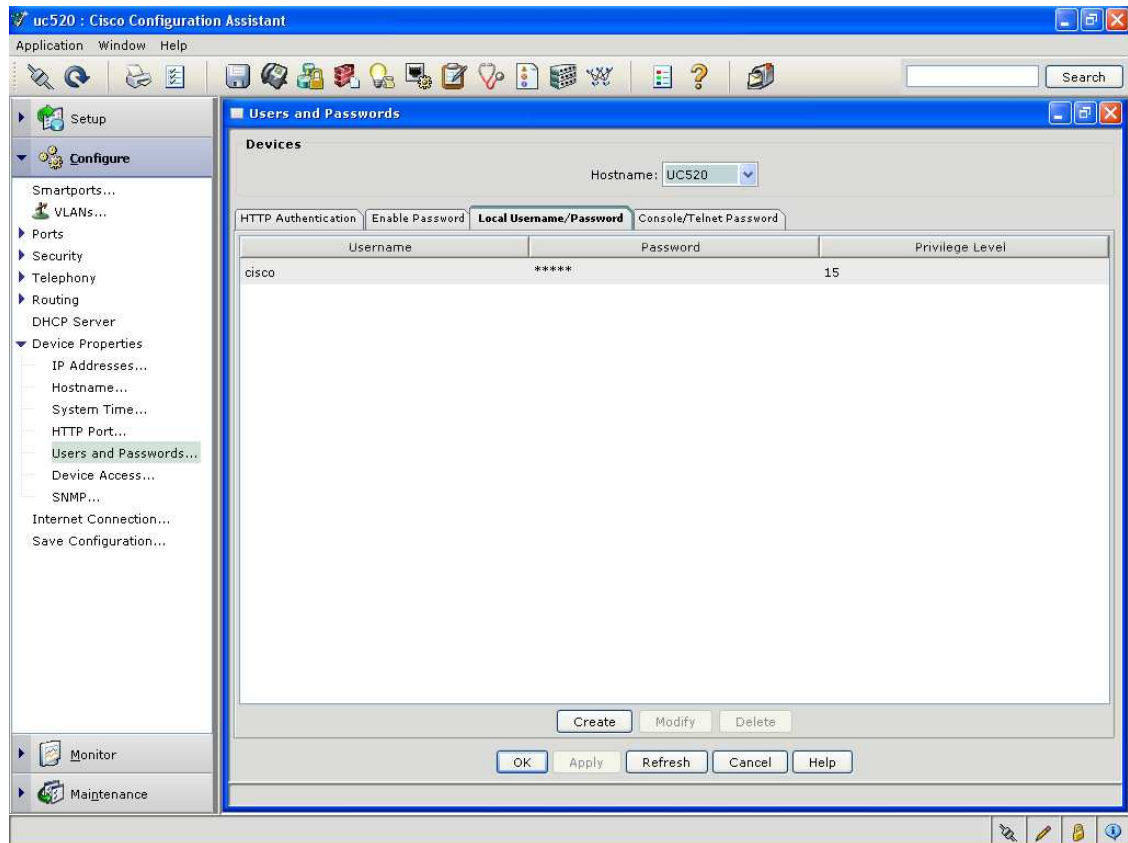 uc520 : Cisco Configuration Assistant
Application Window Help
Search
Setup
Configure
Smartports...
VLANs...
Ports
Security
Telephony
Routing
DHCP Server
Device Properties
IP Addresses...
Hostname...
System Time...
HTTP Port...
Users and Passwords...
Device Access...
SNMP...
Internet Connection...
Save Configuration...
Monitor
Maintenance
Users and Passwords
Devices
Hostname: UC520
HTTP Authentication Enable Password Local Username/Password Console/Telnet Password
Username Password Privilege Level
cisco ***** 15
Create Modify Delete
OK Apply Refresh Cancel Help